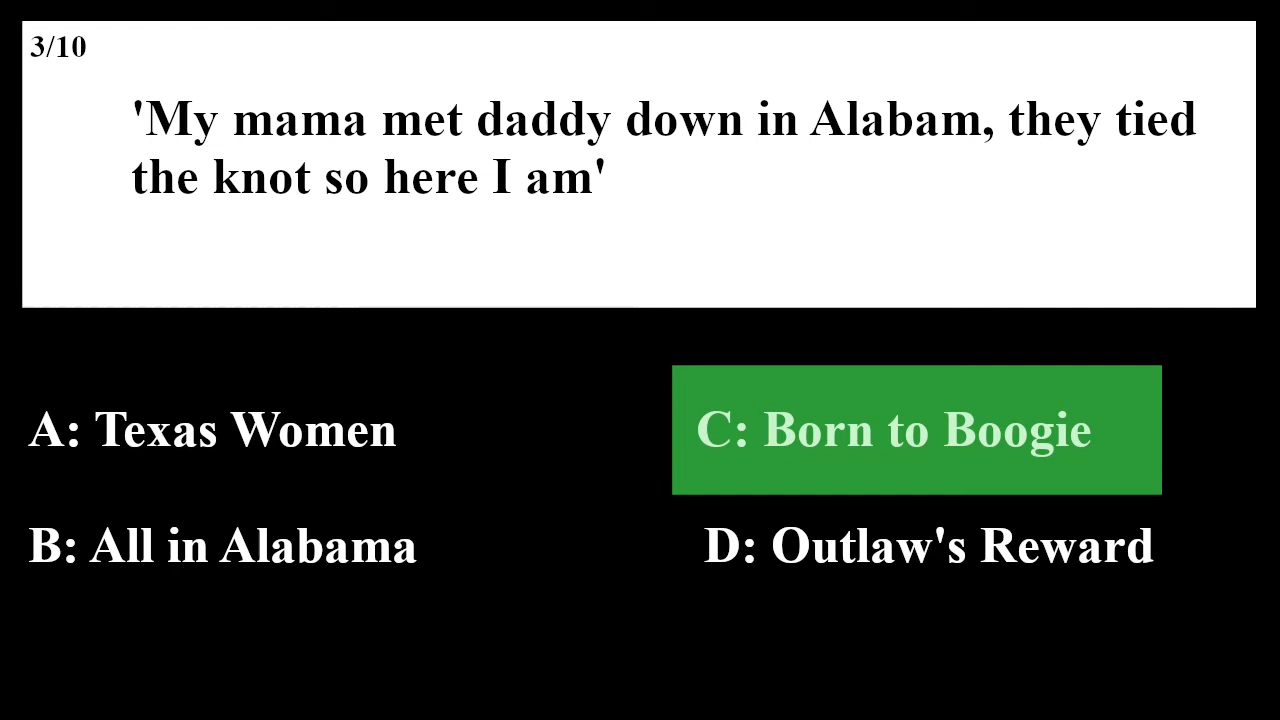 3/10
'My mama met daddy down in Alabam, they tied
the knot so here I am'
A: Texas Women
C: Born to Boogie
B: All in Alabama
D: Outlaw's Reward